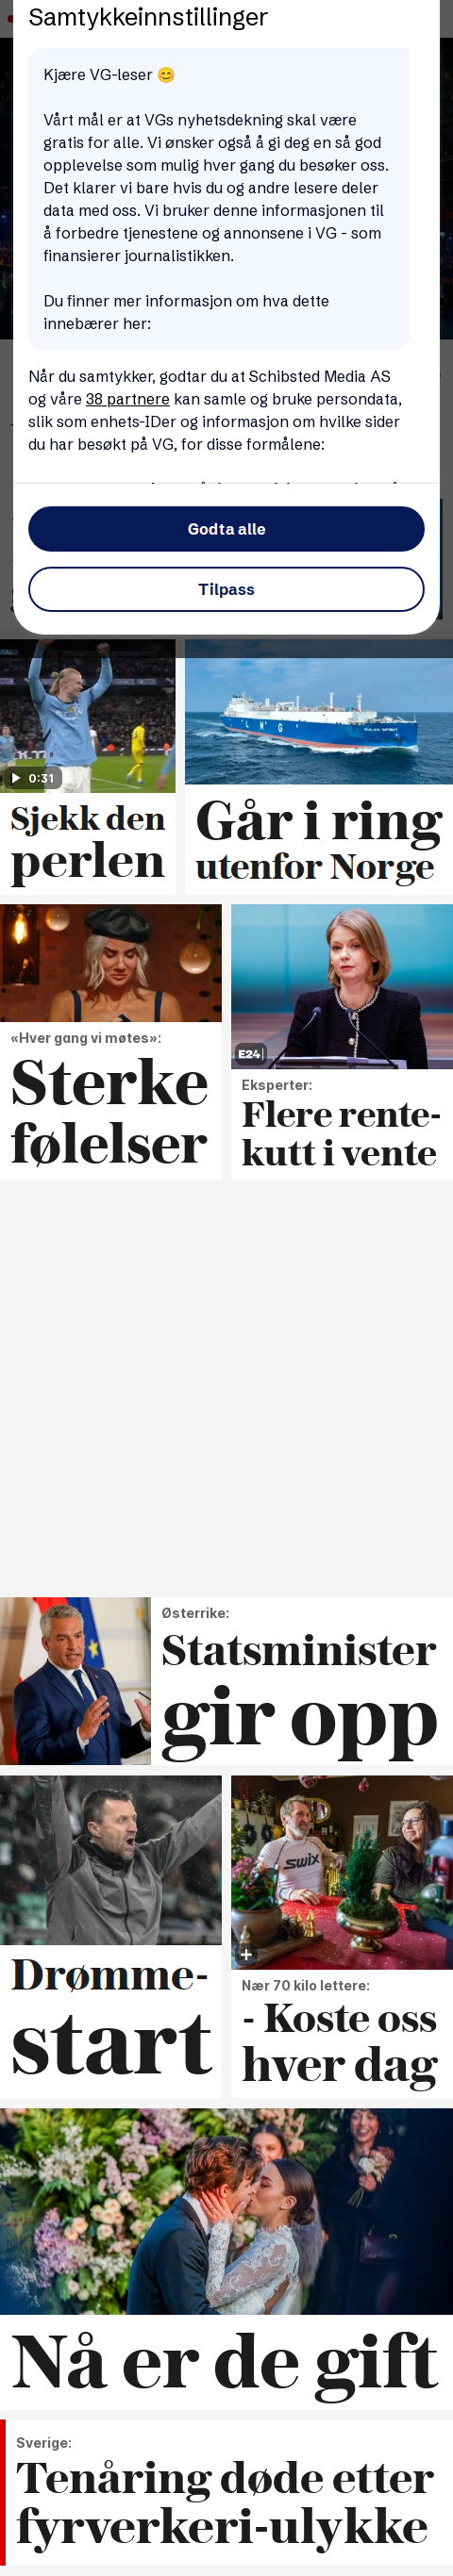 Samtykkeinnstillinger
Kjære VG-leser 😊
Vårt mål er at VGs nyhetsdekning skal være
gratis for alle. Vi ønsker også å gi deg en så god
opplevelse som mulig hver gang du besøker oss.
Det klarer vi bare hvis du og andre lesere deler
data med oss. Vi bruker denne informasjonen til
å forbedre tjenestene og annonsene i VG - som
finansierer journalistikken.
Du finner mer informasjon om hva dette
innebærer her:
Når du samtykker, godtar du at Schibsted Media AS
og våre 38 partnere kan samle og bruke persondata,
slik som enhets-IDer og informasjon om hvilke sider
du har besøkt på VG, for disse formålene:
Godta alle
Tilpass
0:31
Sjekk den
perlen
LNG
Går i ring
utenfor Norge
«Hver gang vi møtes»:
Sterke
følelser
E24
Eksperter:
Flere rente-
kutt i vente
Østerrike:
Statsminister
gir opp
Drømme-
start
SWIX
Nær 70 kilo lettere:
- Koste oss
hver dag
Nå er de gift
Sverige:
Tenåring døde etter
fyrverkeri-ulykke